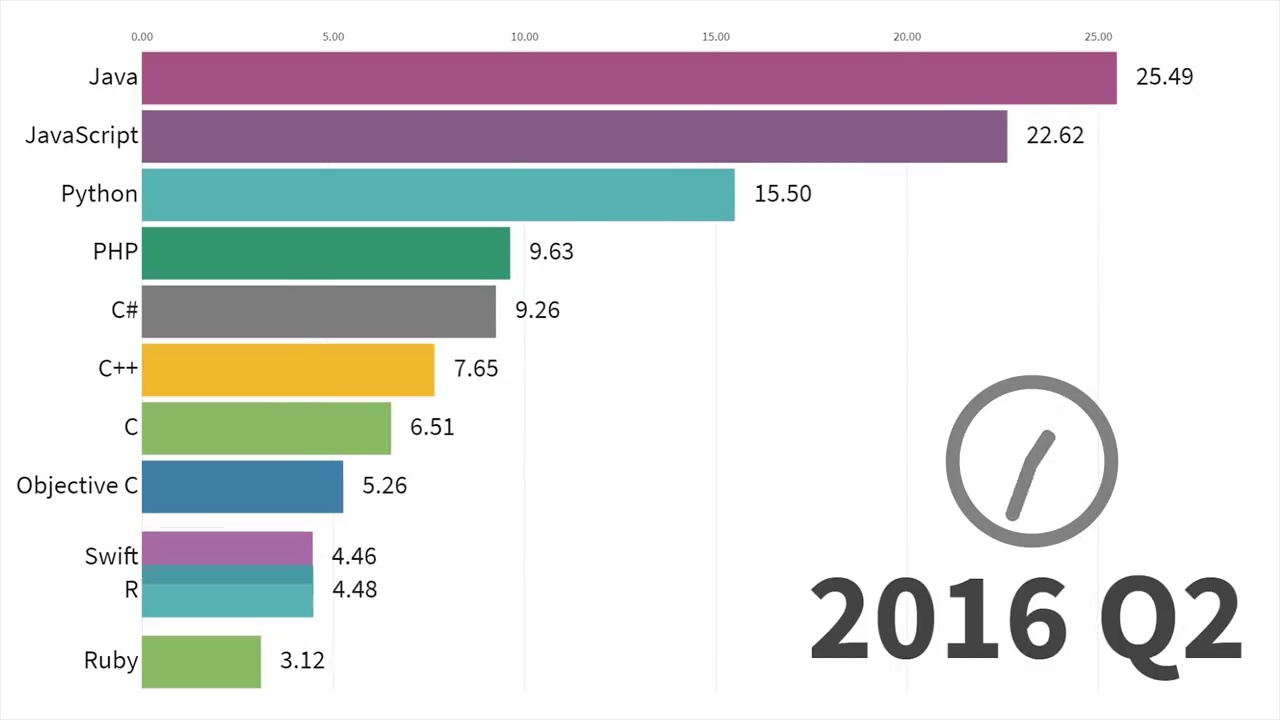 0.00 5.00 10.00 15.00 20.00 25.00
Java 25.49
JavaScript 22.62
Python 15.50
PHP 9.63
C# 9.26
C++ 7.65
C 6.51
Objective C 5.26
Swift 4.46
R 4.48
Ruby 3.12
2016 Q2